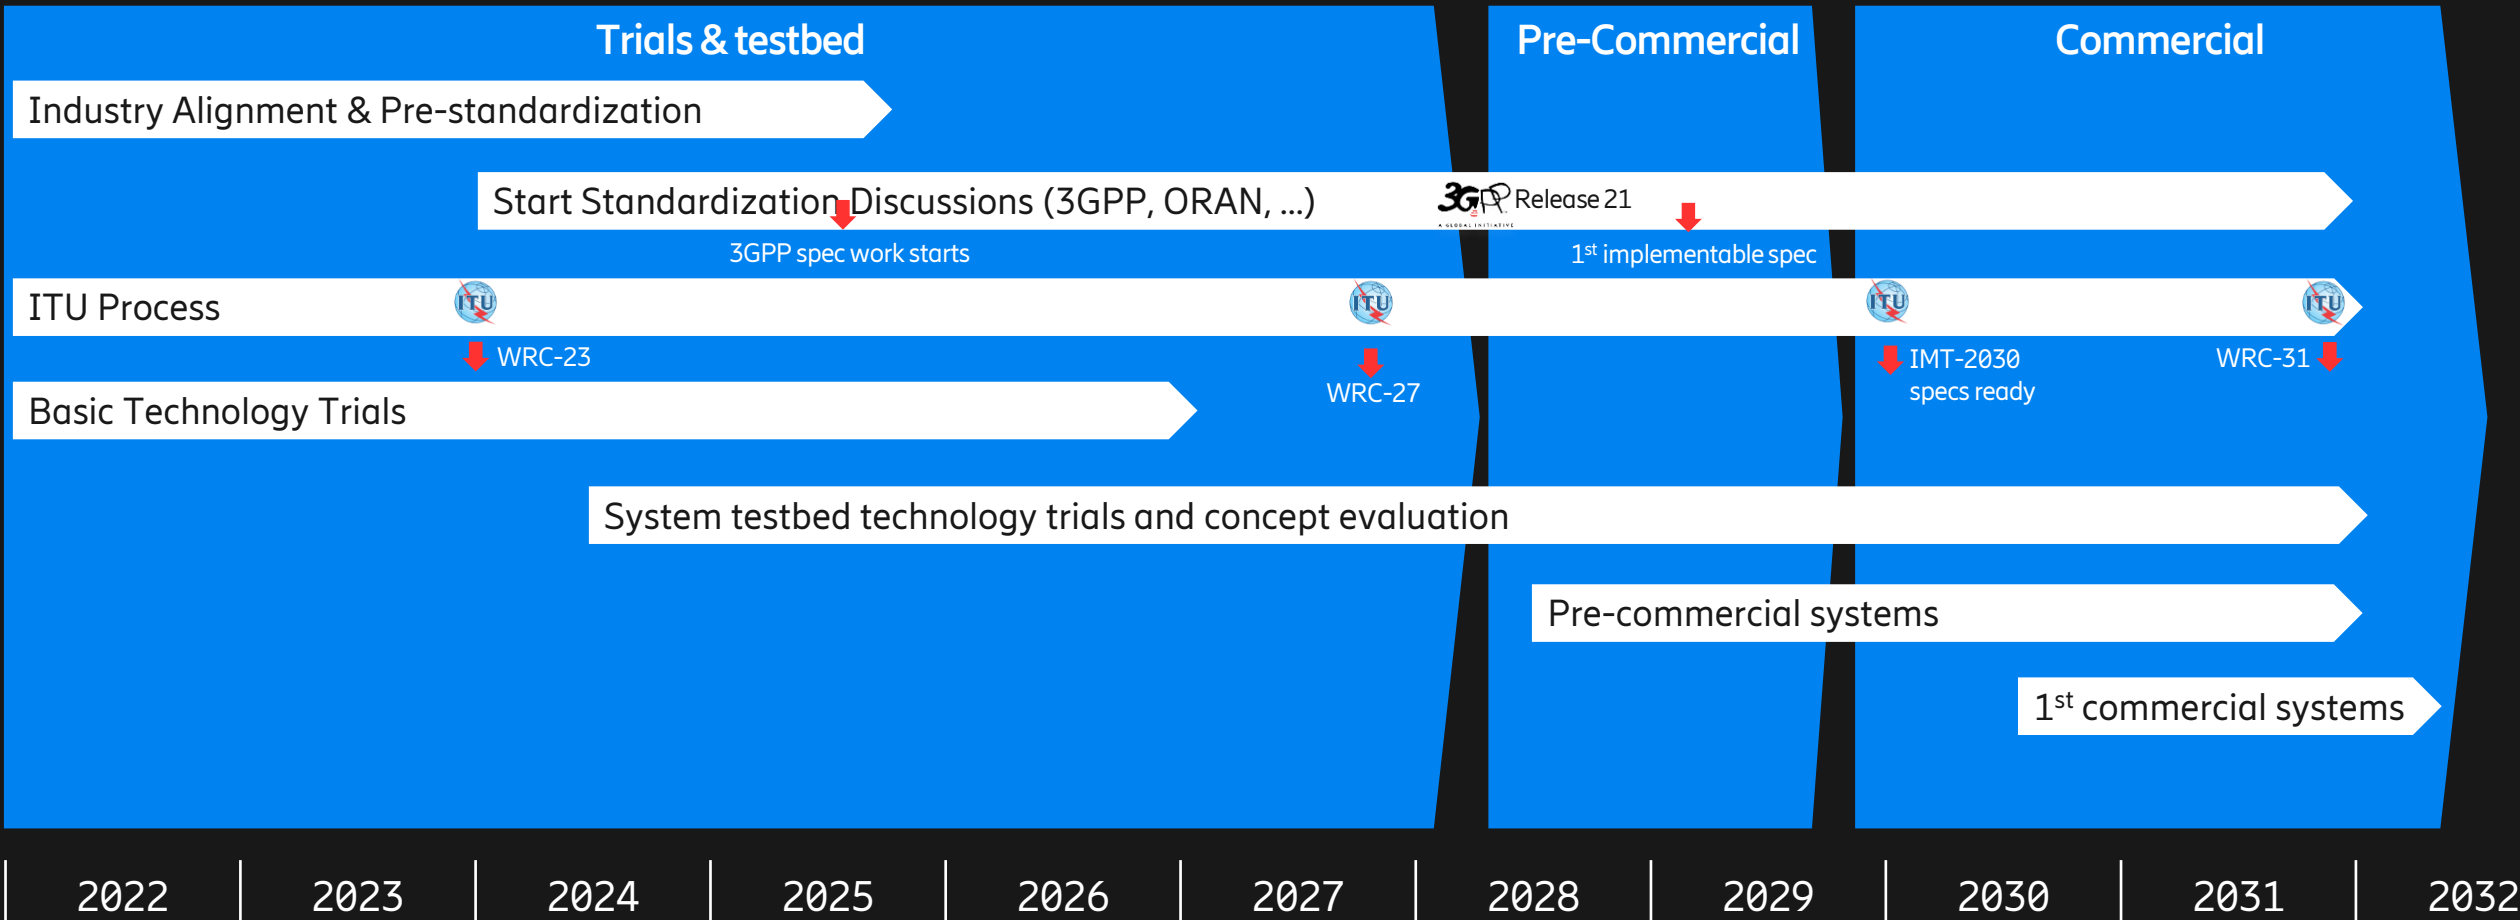 Trials & testbed
Pre-Commercial
Commercial
Industry Alignment & Pre-standardization
Start Standardization Discussions (3GPP, ORAN, ...)
3GPP
A GLOBAL INITIATIVE
Release 21
3GPP spec work starts
1st implementable spec
ITU Process
ITU
ITU
ITU
ITU
WRC-23
WRC-27
IMT-2030
specs ready
WRC-31
Basic Technology Trials
System testbed technology trials and concept evaluation
Pre-commercial systems
1st commercial systems
2022
2023
2024
2025
2026
2027
2028
2029
2030
2031
2032